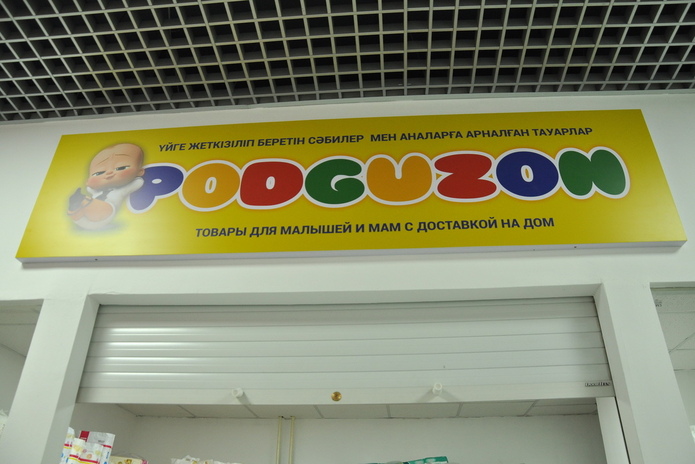 ҮЙГЕ ЖЕТКІЗІЛІП БЕРЕТІН СӘБИЛЕР МЕН АНАЛАРҒА АРНАЛҒАН ТАУАРЛАР
PODGUZON
ТОВАРЫ ДЛЯ МАЛЫШЕЙ И МАМ С ДОСТАВКОЙ НА ДОМ